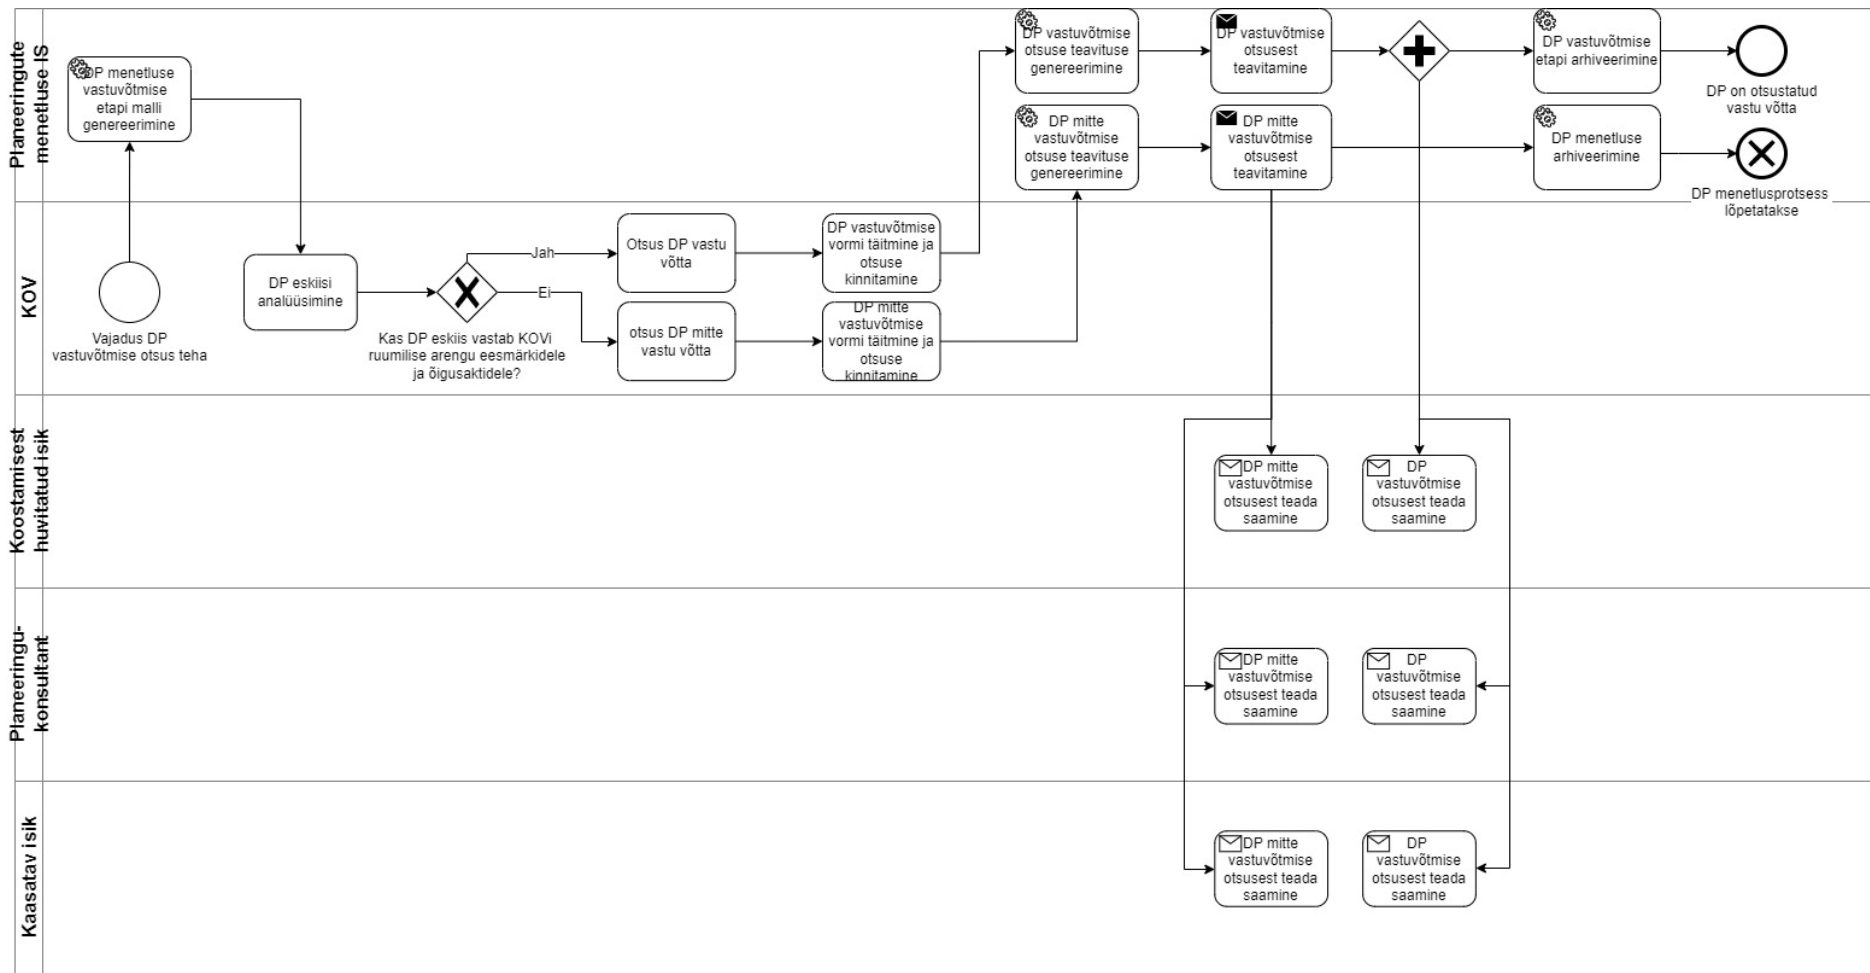 Planeeringute
menetluse IS
DP menetluse
vastuvõtmise
etapi malli
genereerimine
DP vastuvõtmise
otsuse teavituse
genereerimine
DP vastuvõtmise
otsusest
teavitamine
DP vastuvõtmise
etapi arhiveerimine
DP on otsustatud
vastu võtta
DP mitte
vastuvõtmise
otsuse teavituse
genereerimine
DP mitte
vastuvõtmise
otsusest
teavitamine
DP menetluse
arhiveerimine
DP menetlusprotsess
lõpetatakse
KOV
Vajadus DP
vastuvõtmise otsus teha
DP eskiisi
analüüsimine
Kas DP eskiis vastab KOVi
ruumilise arengu eesmärkidele
ja õigusaktidele?
Jah
Ei
Otsus DP vastu
võtta
DP vastuvõtmise
vormi täitmine ja
otsuse
kinnitamine
otsus DP mitte
vastu võtta
DP mitte
vastuvõtmise
vormi täitmine ja
otsuse
kinnitamine
Koostamisest
huvitatud isik
DP mitte
vastuvõtmise
otsusest teada
saamine
DP
vastuvõtmise
otsusest teada
saamine
Planeeringu-
konsultant
DP mitte
vastuvõtmise
otsusest teada
saamine
DP
vastuvõtmise
otsusest teada
saamine
Kaasatav isik
DP mitte
vastuvõtmise
otsusest teada
saamine
DP
vastuvõtmise
otsusest teada
saamine